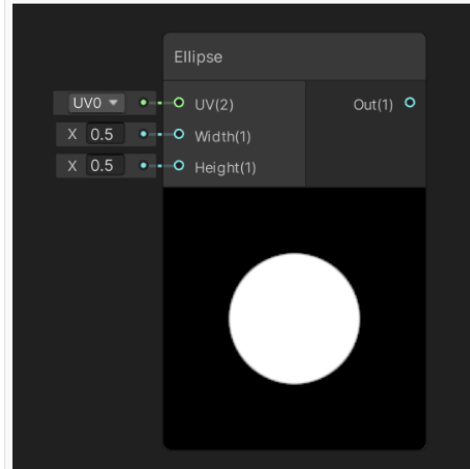 Ellipse
UV0 UV(2) Out(1)
X 0.5 Width(1)
X 0.5 Height(1)